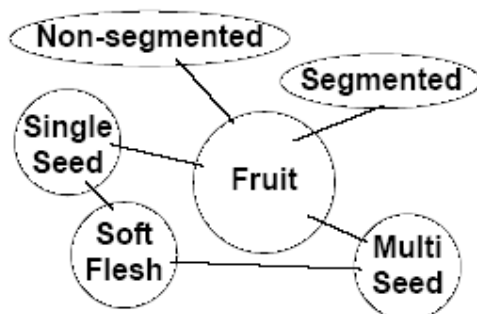 Non-segmented
Segmented
Single
Seed
Fruit
Soft
Flesh
Multi
Seed